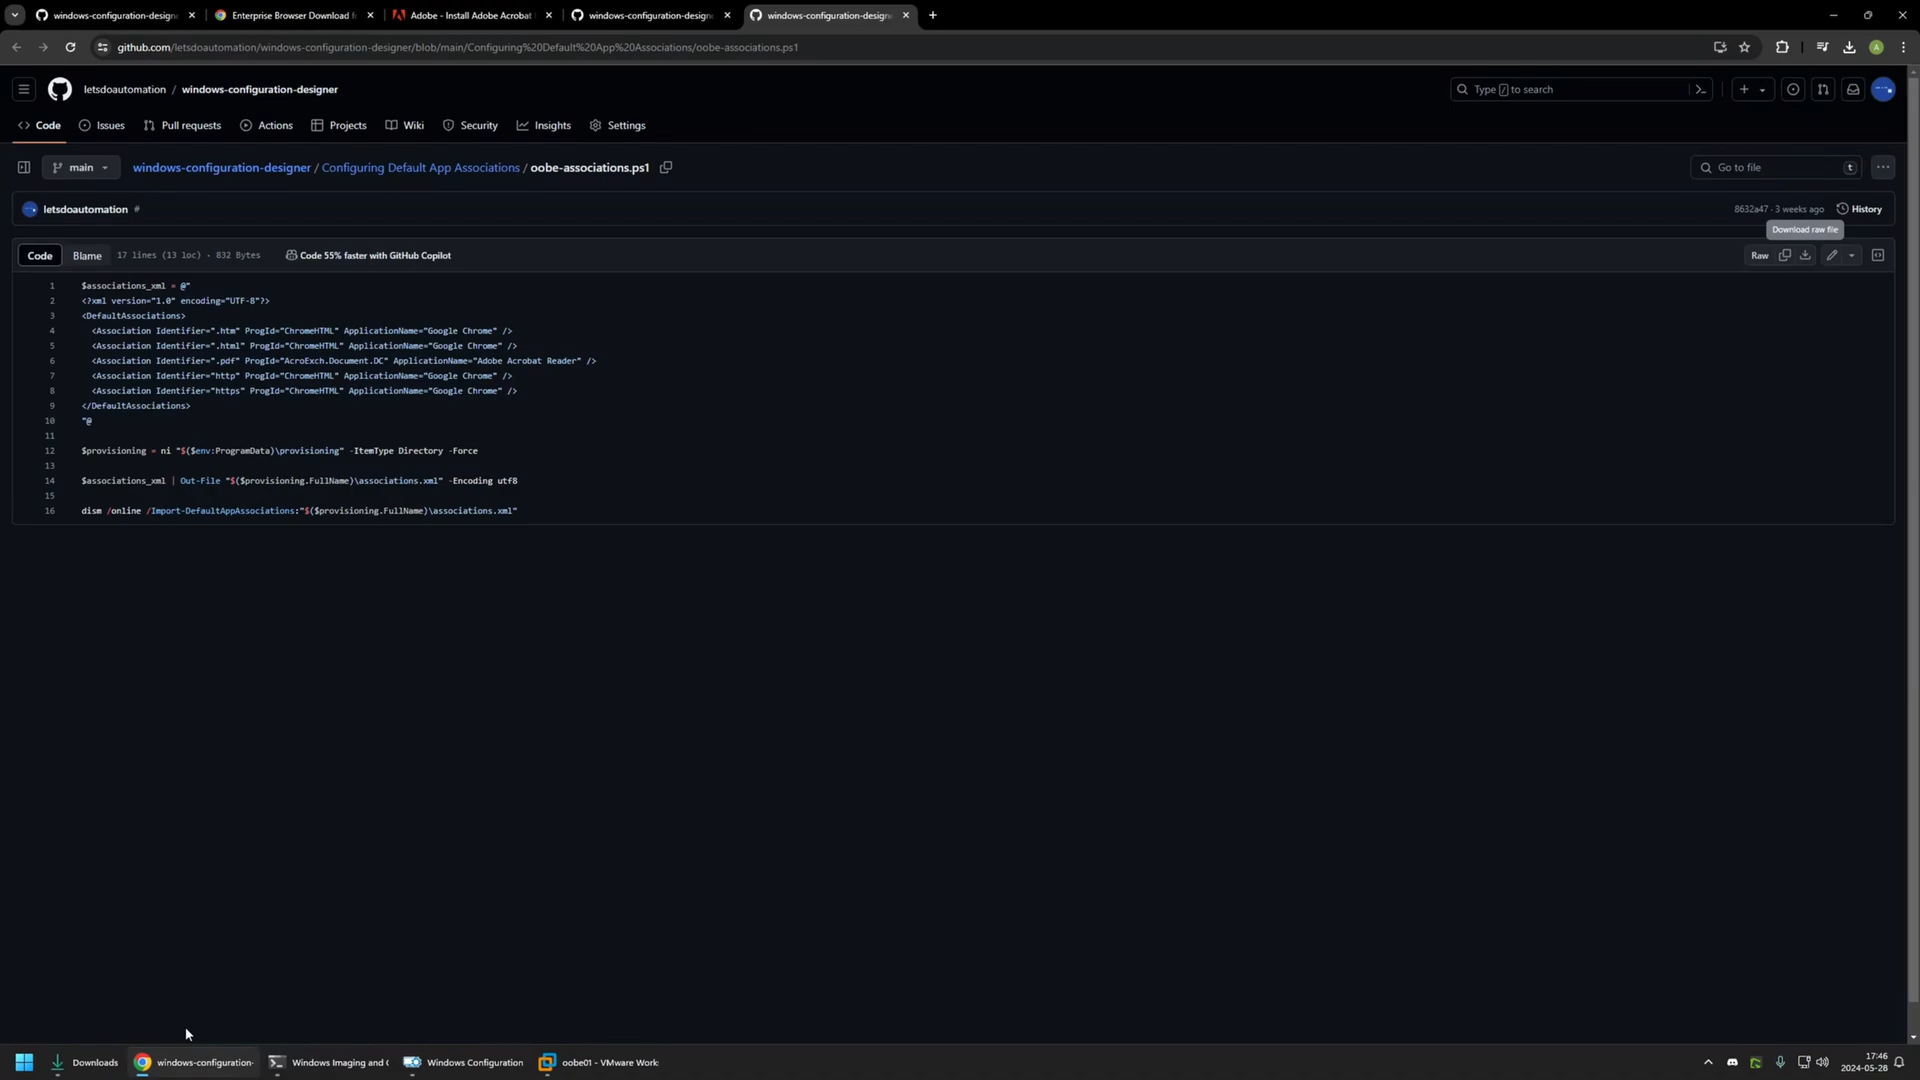 windows-configuration-design
Enterprise Browser Download f
Adobe - Install Adobe Acrobat
windows-configuration-design
windows-configuration-design
github.com/letsdoautomation/windows-configuration-designer/blob/main/Configuring%20Default%20App%20Associations/oobe-associations.ps1
A
letsdoautomation / windows-configuration-designer
Type / to search
Code
Issues
Pull requests
Actions
Projects
Wiki
Security
Insights
Settings
main
windows-configuration-designer / Configuring Default App Associations / oobe-associations.ps1
Go to file
t
letsdoautomation #
8632a47 · 3 weeks ago
History
Download raw file
Code
Blame
17 lines (13 loc) · 832 Bytes
Code 55% faster with GitHub Copilot
Raw
1 $associations_xml = @"
2 <?xml version="1.0" encoding="UTF-8"?>
3 <DefaultAssociations>
4 <Association Identifier=".htm" ProgId="ChromeHTML" ApplicationName="Google Chrome" />
5 <Association Identifier=".html" ProgId="ChromeHTML" ApplicationName="Google Chrome" />
6 <Association Identifier=".pdf" ProgId="AcroExch.Document.DC" ApplicationName="Adobe Acrobat Reader" />
7 <Association Identifier="http" ProgId="ChromeHTML" ApplicationName="Google Chrome" />
8 <Association Identifier="https" ProgId="ChromeHTML" ApplicationName="Google Chrome" />
9 </DefaultAssociations>
10 "@
11
12 $provisioning = ni "$($env:ProgramData)\provisioning" -ItemType Directory -Force
13
14 $associations_xml | Out-File "$($provisioning.FullName)\associations.xml" -Encoding utf8
15
16 dism /online /Import-DefaultAppAssociations:"$($provisioning.FullName)\associations.xml"
Downloads
windows-configuration-
Windows Imaging and C
Windows Configuration
oobe01 - VMware Work
17:46
2024-05-28